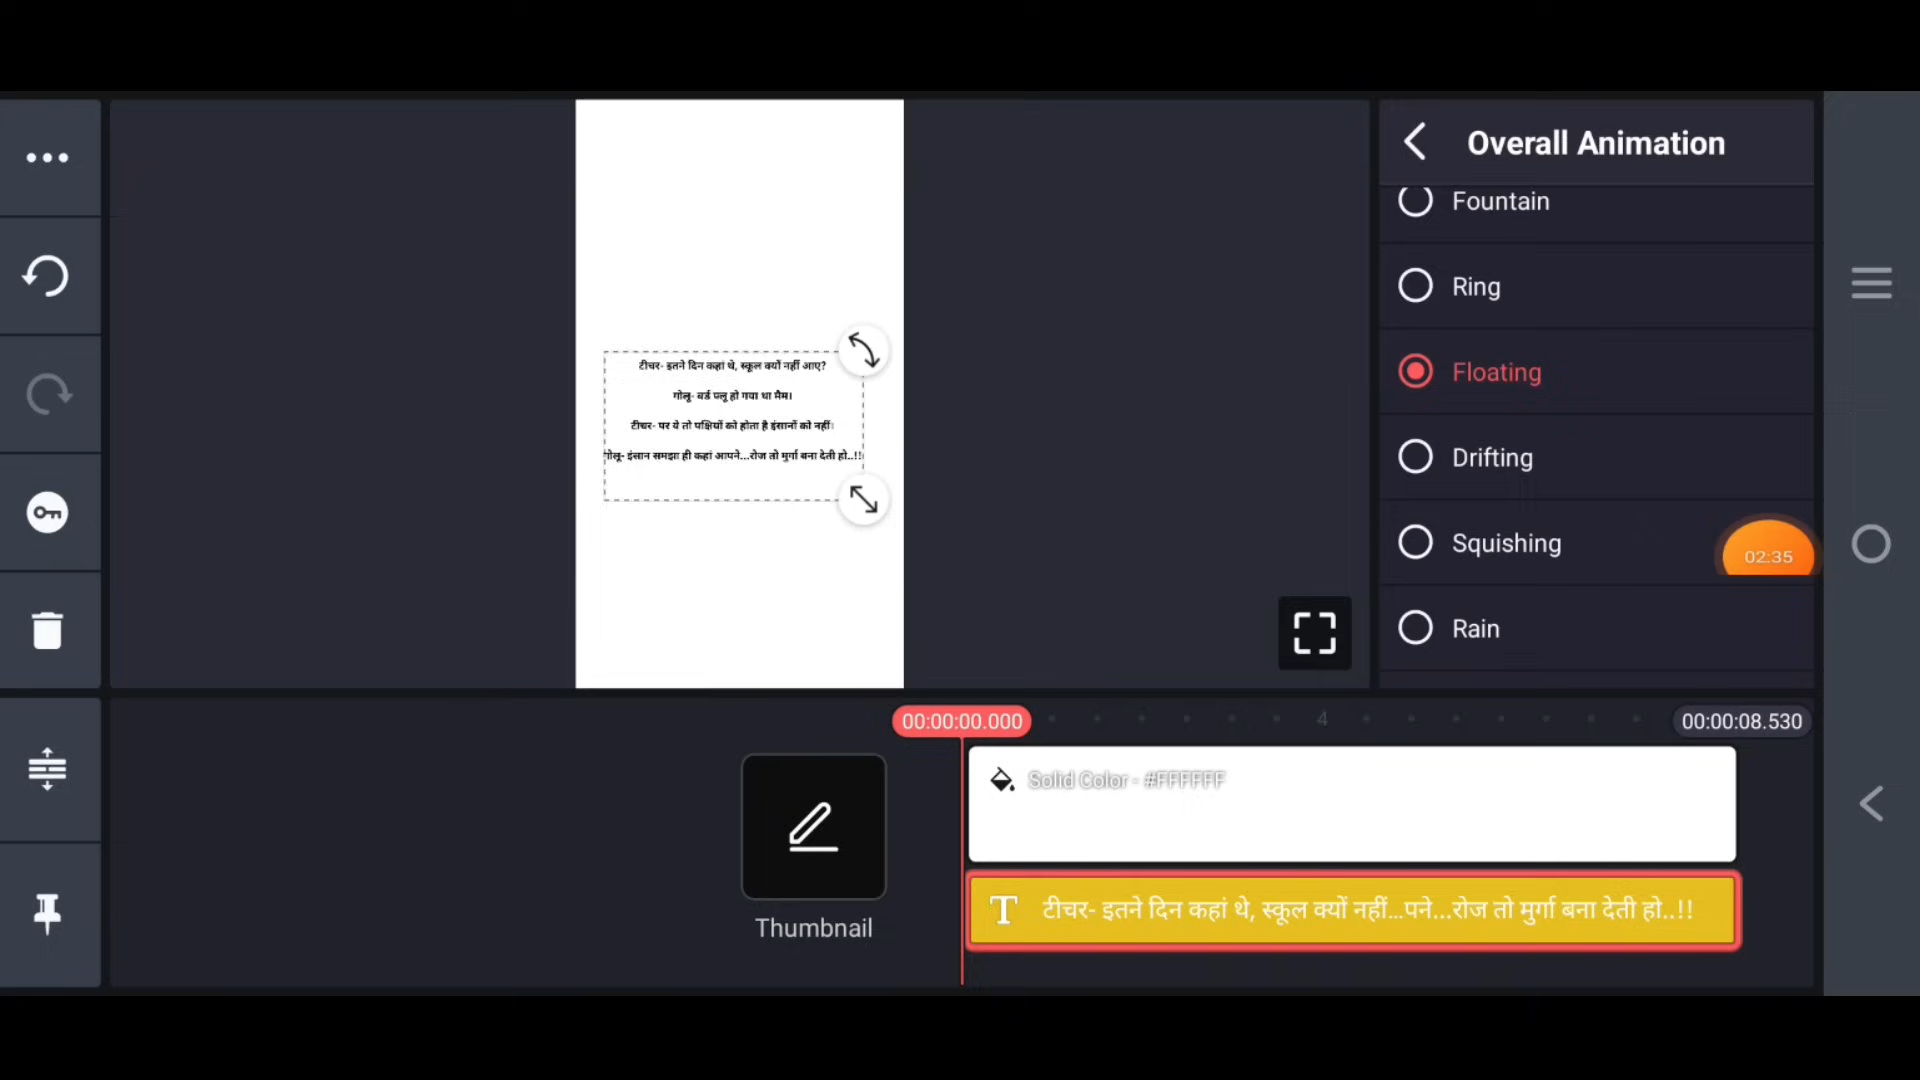 Overall Animation
Fountain
Ring
Floating
Drifting
Squishing
Rain
02:35
टीचर- इतने दिन कहां थे, स्कूल क्यों नहीं आए?
गोलू- बर्ड फ्लू हो गया था मैम।
टीचर- पर ये तो पक्षियों को होता है इंसानों को नहीं।
गोलू- इंसान समझा ही कहां आपने...रोज तो मुर्गा बना देती हो..!!
00:00:00.000
4
00:00:08.530
Solid Color - #FFFFFF
T टीचर- इतने दिन कहां थे, स्कूल क्यों नहीं...पने...रोज तो मुर्गा बना देती हो..!!
Thumbnail